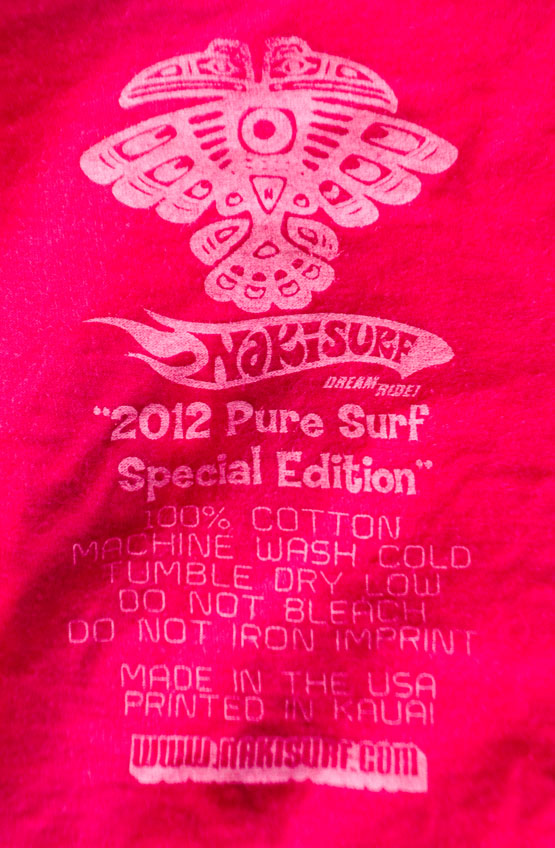 NAKISURF
DREAM RIDE!
"2012 Pure Surf
Special Edition"
100% COTTON
MACHINE WASH COLD
TUMBLE DRY LOW
DO NOT BLEACH
DO NOT IRON IMPRINT
MADE IN THE USA
PRINTED IN KAUAI
WWW.NAKISURF.COM